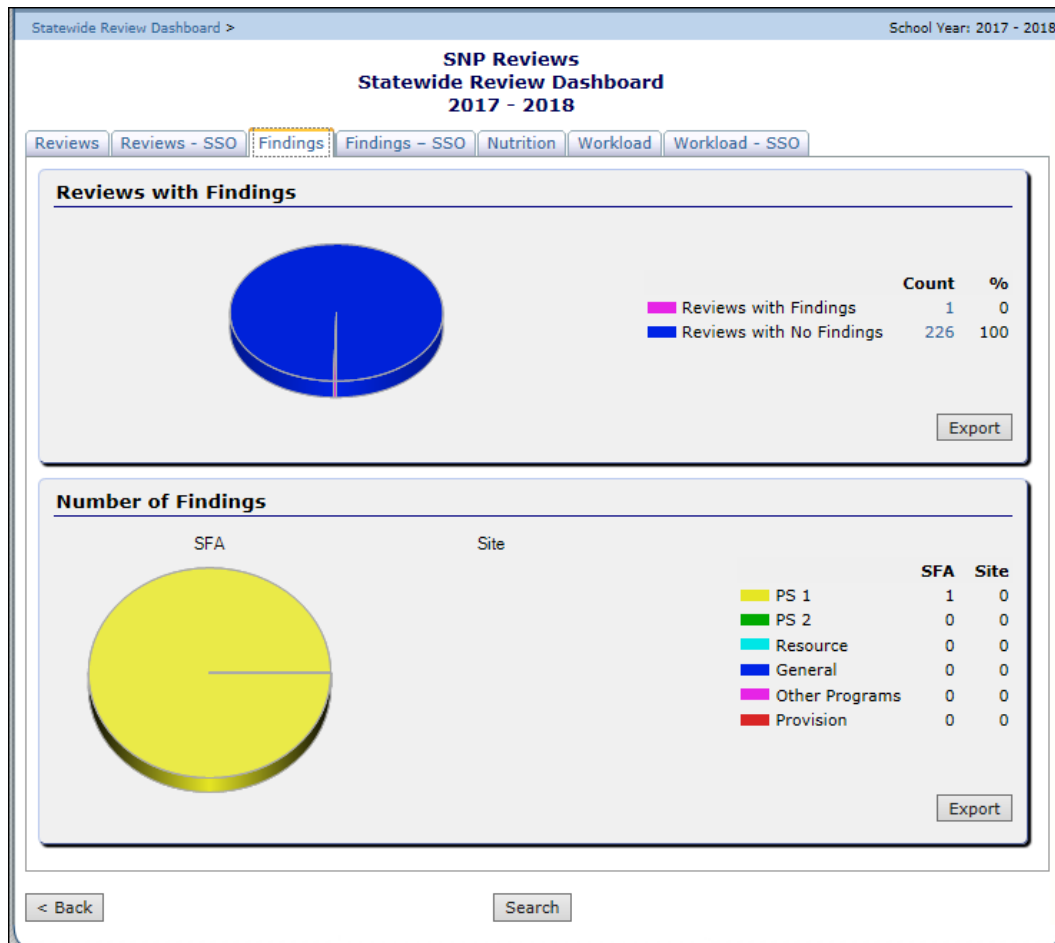 Statewide Review Dashboard > School Year: 2017 - 2018
SNP Reviews
Statewide Review Dashboard
2017 - 2018
Reviews Reviews - SSO Findings Findings – SSO Nutrition Workload Workload - SSO
Reviews with Findings
Count %
Reviews with Findings 1 0
Reviews with No Findings 226 100
Export
Number of Findings
SFA Site
SFA Site
PS 1 1 0
PS 2 0 0
Resource 0 0
General 0 0
Other Programs 0 0
Provision 0 0
Export
< Back Search